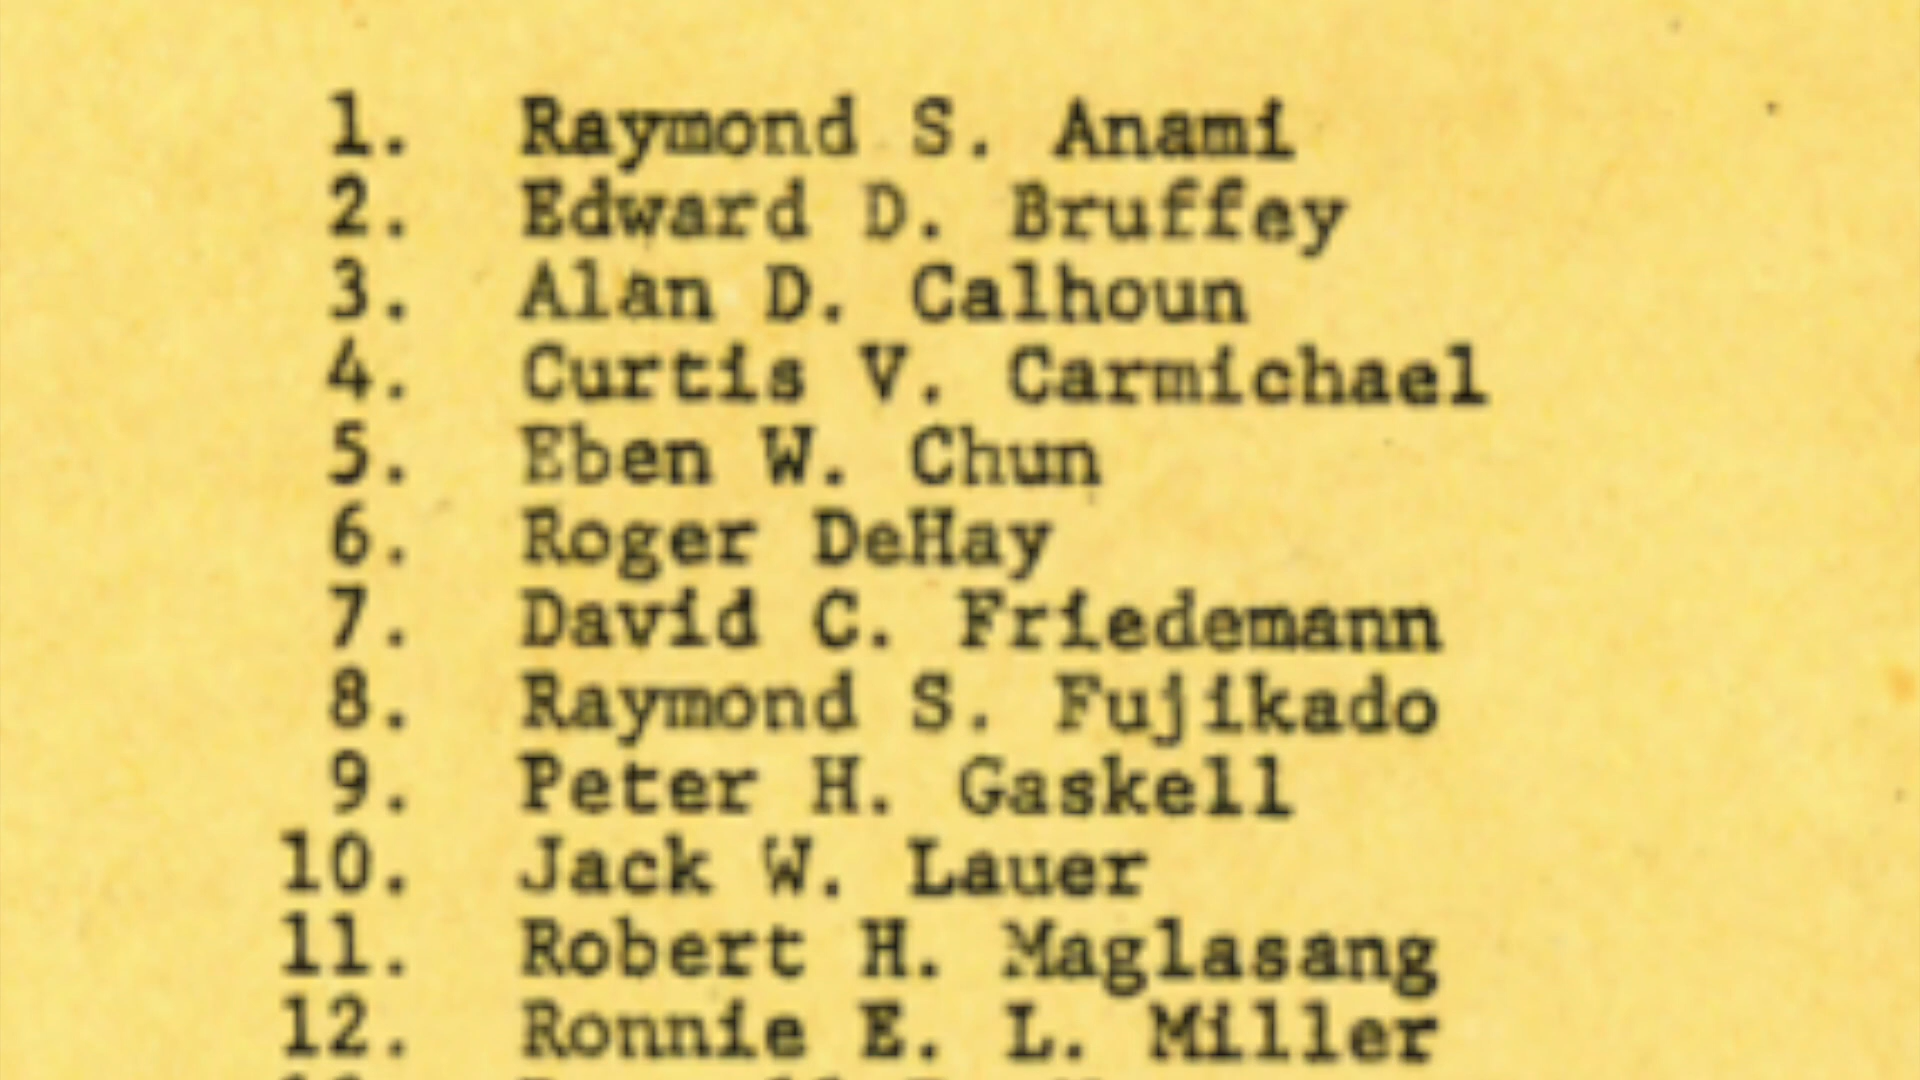 1. Raymond S. Anami
2. Edward D. Bruffey
3. Alan D. Calhoun
4. Curtis V. Carmichael
5. Eben W. Chun
6. Roger DeHay
7. David C. Friedemann
8. Raymond S. Fujikado
9. Peter H. Gaskell
10. Jack W. Lauer
11. Robert H. Maglasang
12. Ronnie E. L. Miller